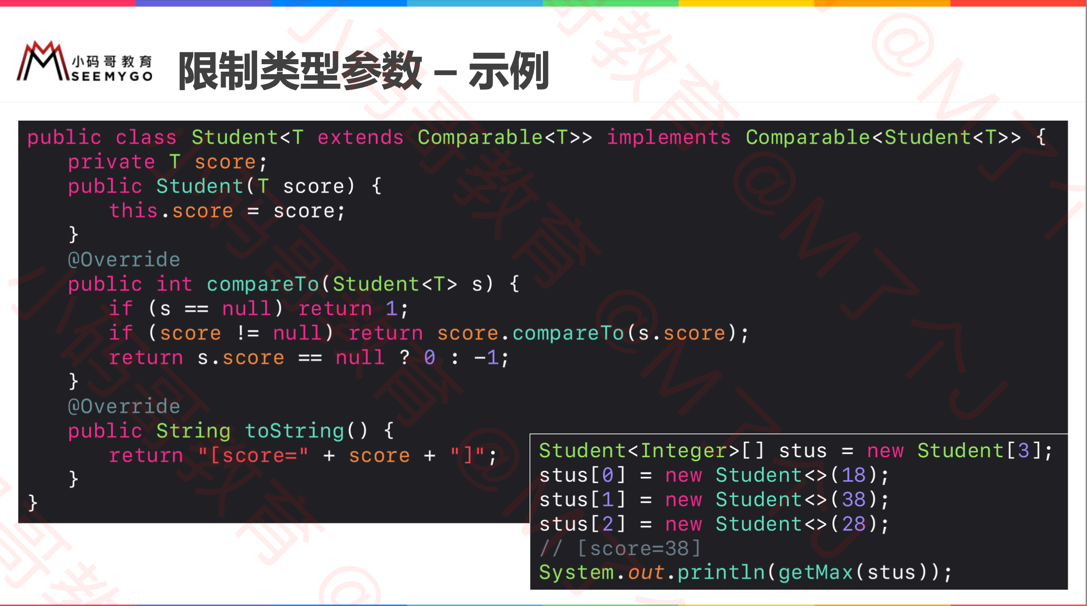 小码哥教育
SEEMYGO
限制类型参数 – 示例
public class Student<T extends Comparable<T>> implements Comparable<Student<T>> {
private T score;
public Student(T score) {
this.score = score;
}
@Override
public int compareTo(Student<T> s) {
if (s == null) return 1;
if (score != null) return score.compareTo(s.score);
return s.score == null ? 0 : -1;
}
@Override
public String toString() {
return "[score=" + score + "]";
}
}
Student<Integer>[] stus = new Student[3];
stus[0] = new Student<>(18);
stus[1] = new Student<>(38);
stus[2] = new Student<>(28);
// [score=38]
System.out.println(getMax(stus));
小码哥教育 @M了个J